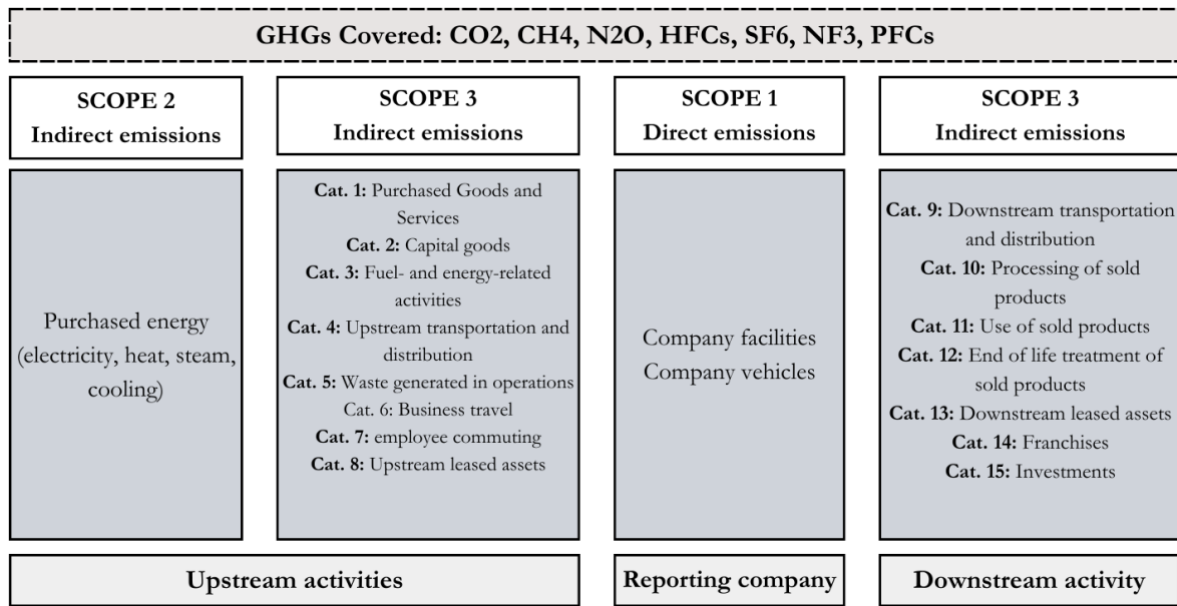 GHGs Covered: CO2, CH4, N2O, HFCs, SF6, NF3, PFCs
SCOPE 2
Indirect emissions
Purchased energy
(electricity, heat, steam,
cooling)
SCOPE 3
Indirect emissions
Cat. 1: Purchased Goods and
Services
Cat. 2: Capital goods
Cat. 3: Fuel- and energy-related
activities
Cat. 4: Upstream transportation and
distribution
Cat. 5: Waste generated in operations
Cat. 6: Business travel
Cat. 7: employee commuting
Cat. 8: Upstream leased assets
Upstream activities
SCOPE 1
Direct emissions
Company facilities
Company vehicles
Reporting company
SCOPE 3
Indirect emissions
Cat. 9: Downstream transportation
and distribution
Cat. 10: Processing of sold
products
Cat. 11: Use of sold products
Cat. 12: End of life treatment of
sold products
Cat. 13: Downstream leased assets
Cat. 14: Franchises
Cat. 15: Investments
Downstream activity